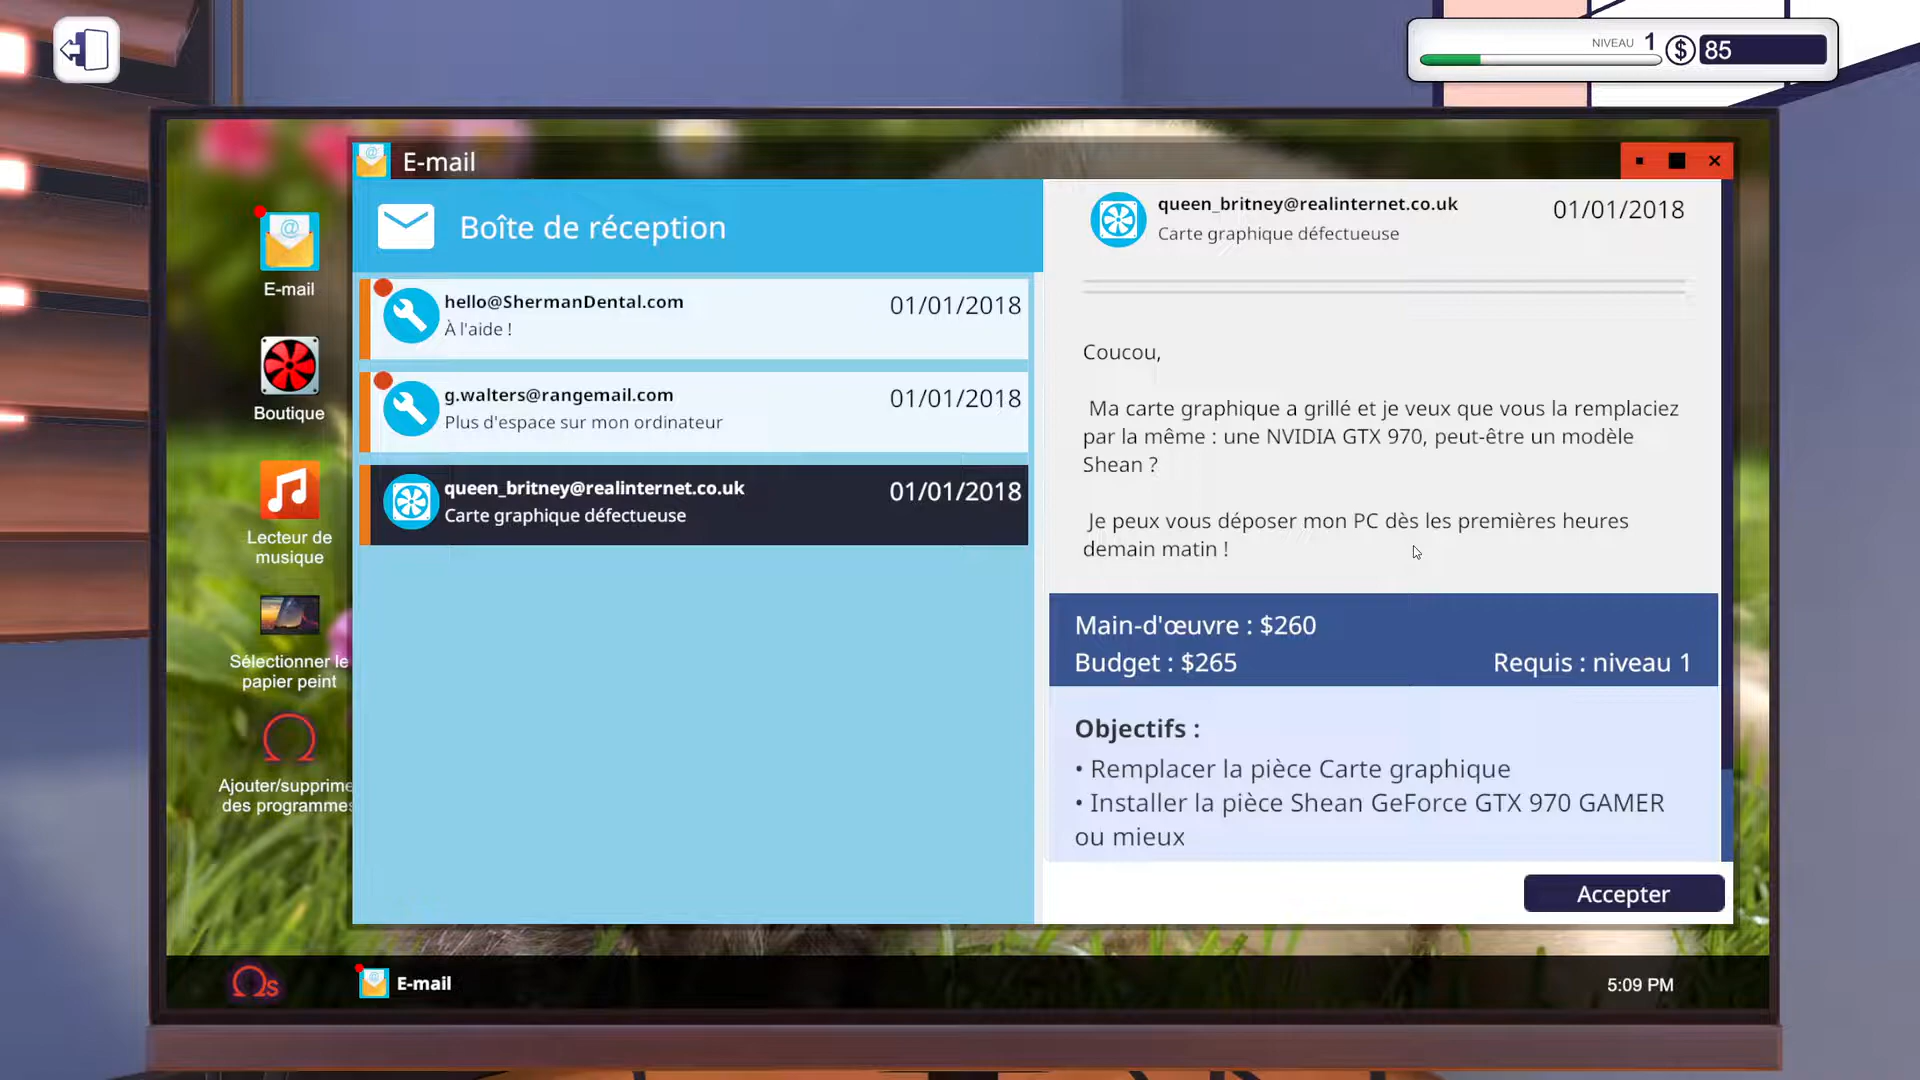 NIVEAU 1
$ 85
E-mail
Boîte de réception
hello@ShermanDental.com
01/01/2018
À l'aide !
g.walters@rangemail.com
01/01/2018
Plus d'espace sur mon ordinateur
queen_britney@realinternet.co.uk
01/01/2018
Carte graphique défectueuse
queen_britney@realinternet.co.uk
01/01/2018
Carte graphique défectueuse
Coucou,
Ma carte graphique a grillé et je veux que vous la remplaciez
par la même : une NVIDIA GTX 970, peut-être un modèle
Shean ?
Je peux vous déposer mon PC dès les premières heures
demain matin !
Main-d'œuvre : $260
Budget : $265
Requis : niveau 1
Objectifs :
• Remplacer la pièce Carte graphique
• Installer la pièce Shean GeForce GTX 970 GAMER
ou mieux
Accepter
E-mail
Boutique
Lecteur de
musique
Sélectionner le
papier peint
Ajouter/supprime
des programmes
Ωs
E-mail
5:09 PM